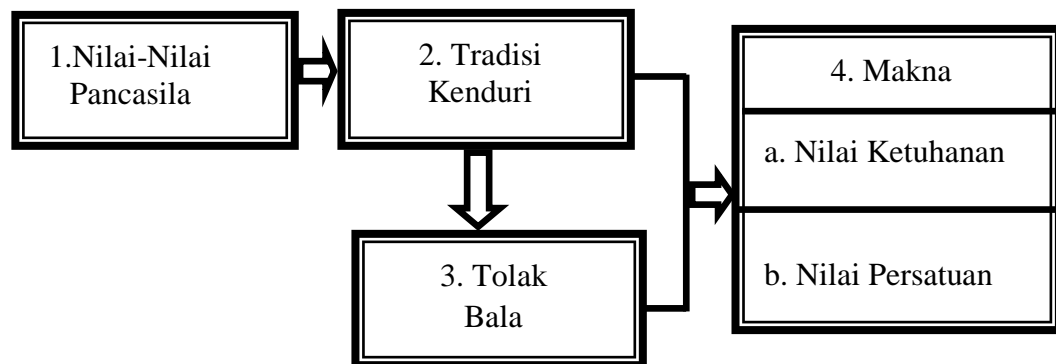 1.Nilai-Nilai
Pancasila
2. Tradisi
Kenduri
3. Tolak
Bala
4. Makna
a. Nilai Ketuhanan
b. Nilai Persatuan